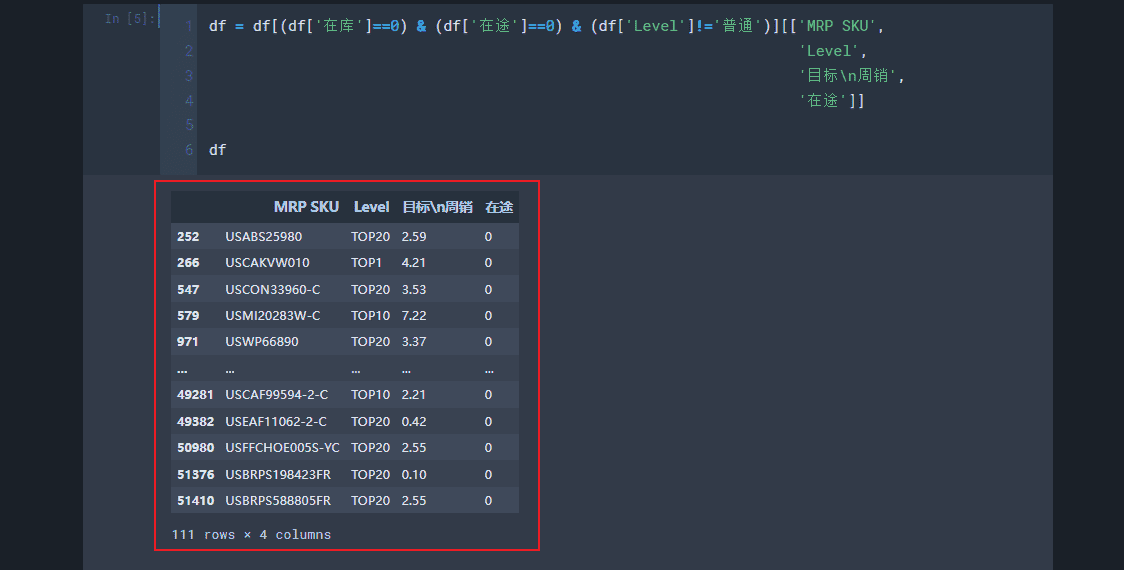 In [5]:
1 df = df[(df['在库']==0) & (df['在途']==0) & (df['Level']!='普通')][['MRP SKU',
2 'Level',
3 '目标\n周销',
4 '在途']]
5
6 df
MRP SKU Level 目标\n周销 在途
252 USABS25980 TOP20 2.59 0
266 USCAKVW010 TOP1 4.21 0
547 USCON33960-C TOP20 3.53 0
579 USMI20283W-C TOP10 7.22 0
971 USWP66890 TOP20 3.37 0
... ... ... ... ...
49281 USCAF99594-2-C TOP10 2.21 0
49382 USEAF11062-2-C TOP20 0.42 0
50980 USFFCHOE005S-YC TOP20 2.55 0
51376 USBRPS198423FR TOP20 0.10 0
51410 USBRPS588805FR TOP20 2.55 0
111 rows × 4 columns